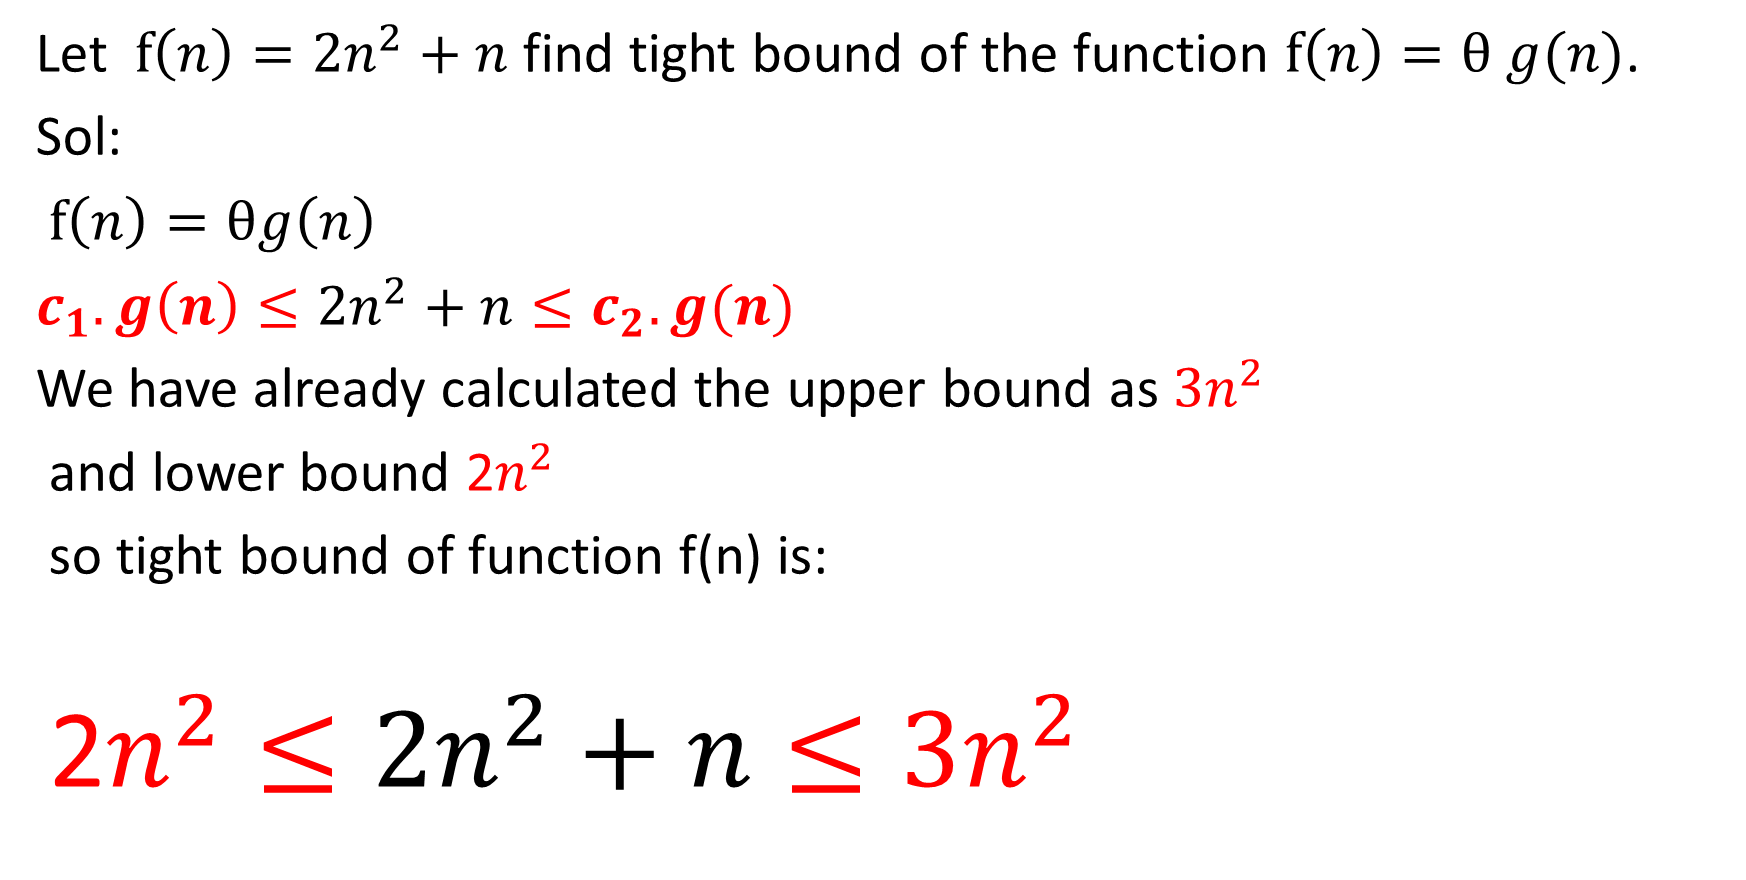 Let f(n) = 2n² + n find tight bound of the function f(n) = θ g(n).
Sol:
f(n) = θg(n)
c₁. g(n) ≤ 2n² + n ≤ c₂. g(n)
We have already calculated the upper bound as 3n²
and lower bound 2n²
so tight bound of function f(n) is:
2n² ≤ 2n² + n ≤ 3n²